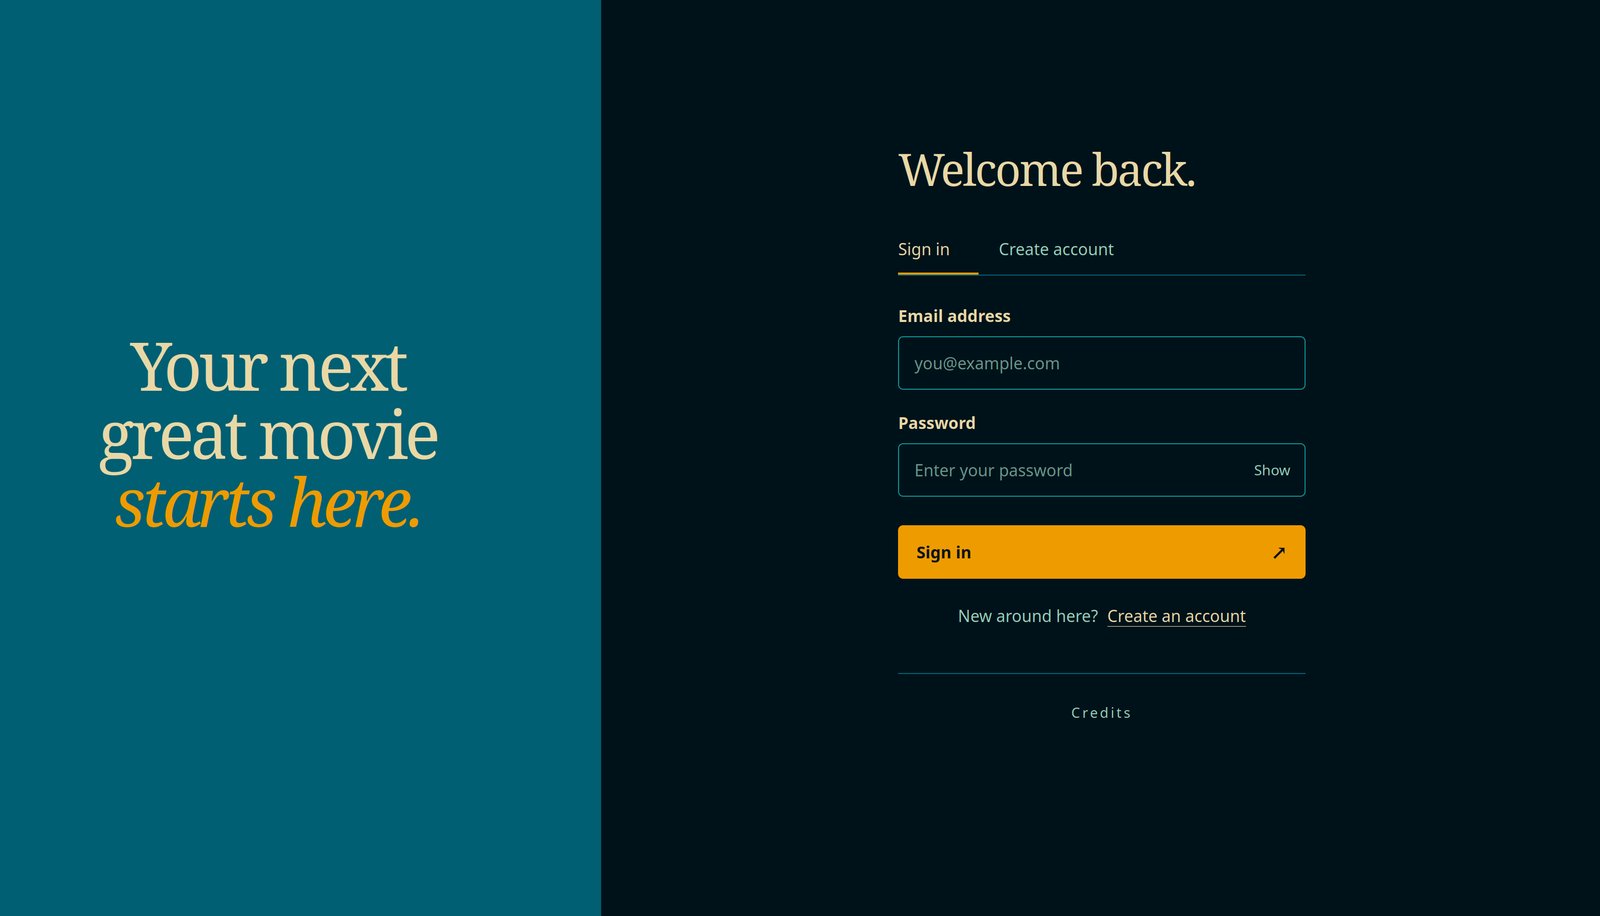 Your next
great movie
starts here.
Welcome back.
Sign in
Create account
Email address
you@example.com
Password
Enter your password
Show
Sign in ↗
New around here? Create an account
Credits